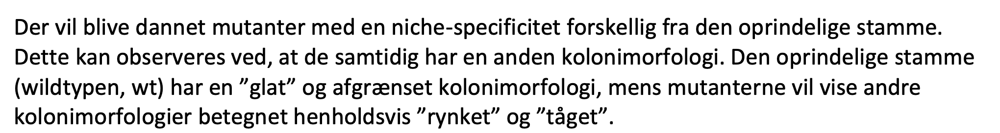 Der vil blive dannet mutanter med en niche-specificitet forskellig fra den oprindelige stamme.
Dette kan observeres ved, at de samtidig har en anden kolonimorfologi. Den oprindelige stamme
(wildtypen, wt) har en ”glat” og afgrænset kolonimorfologi, mens mutanterne vil vise andre
kolonimorfologier betegnet henholdsvis ”rynket” og ”tåget”.